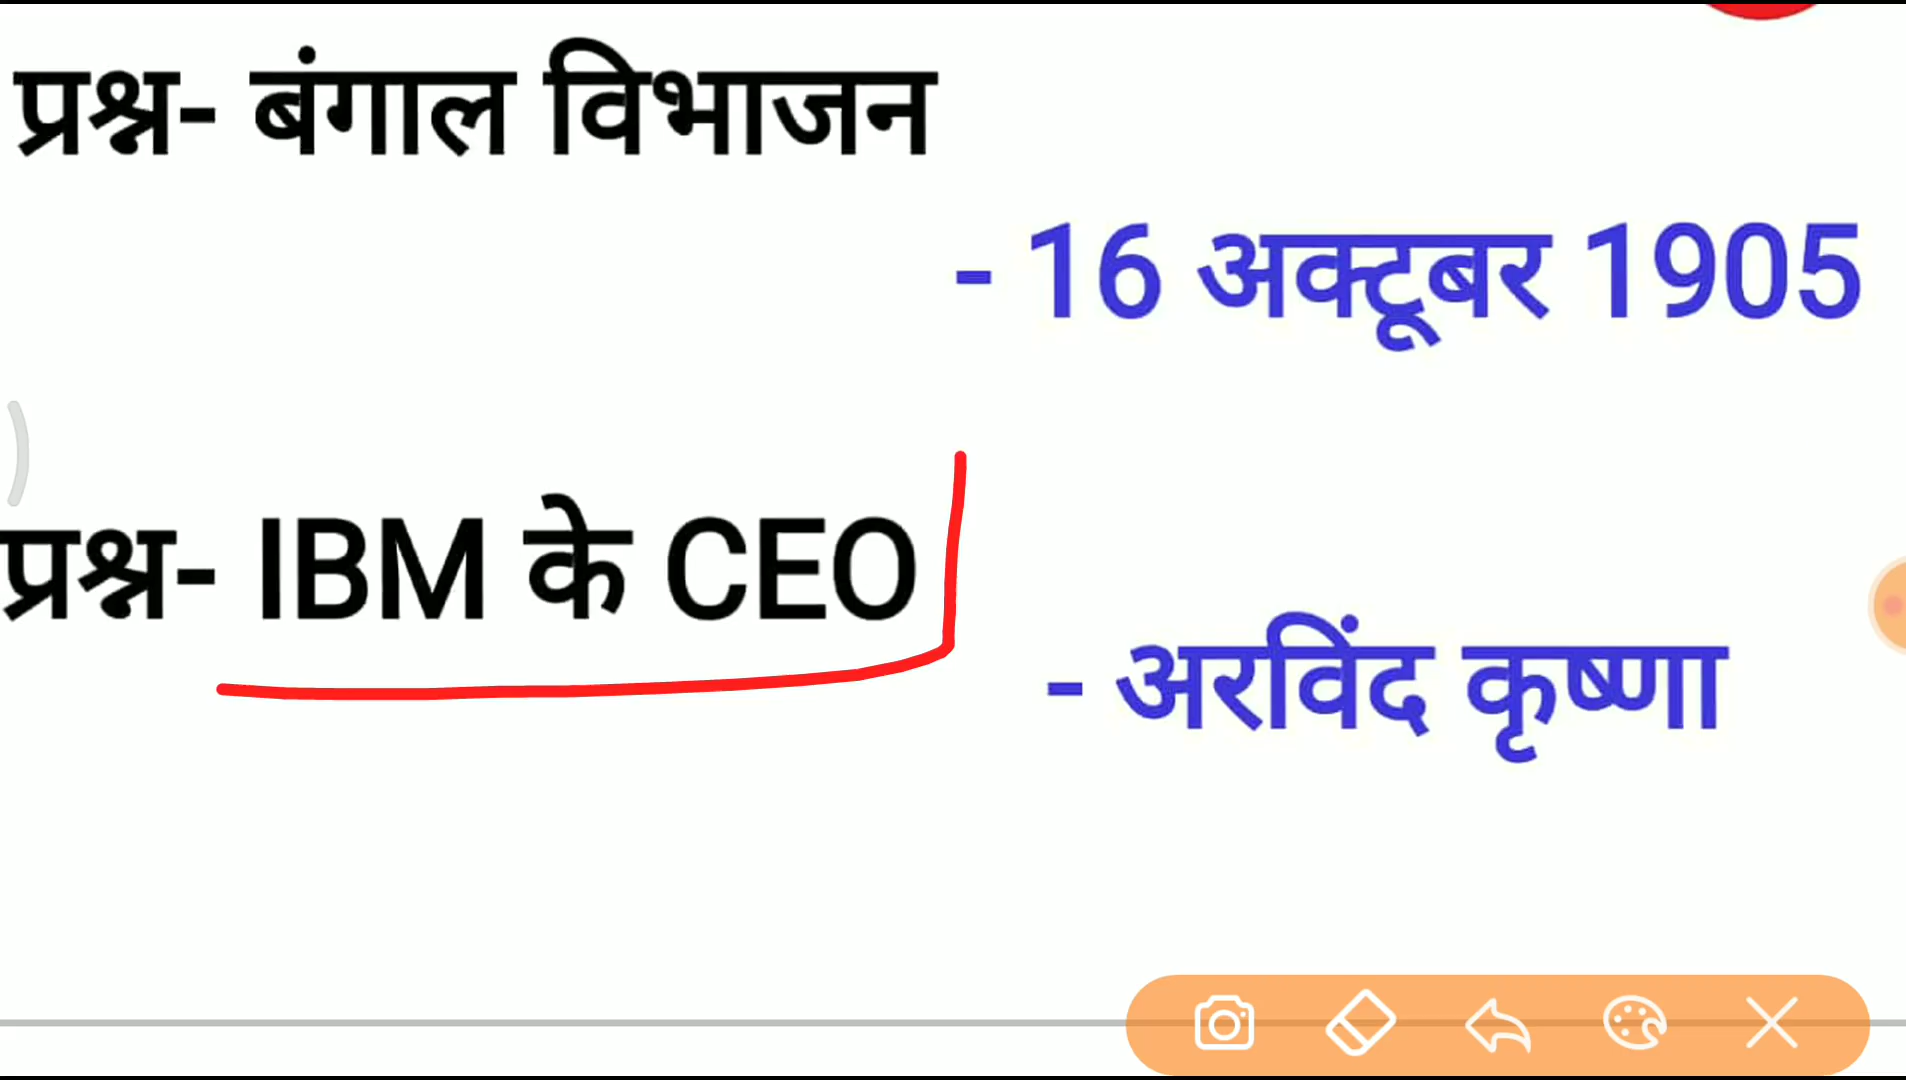 प्रश्न- बंगाल विभाजन
- 16 अक्टूबर 1905
प्रश्न- IBM के CEO
- अरविंद कृष्णा